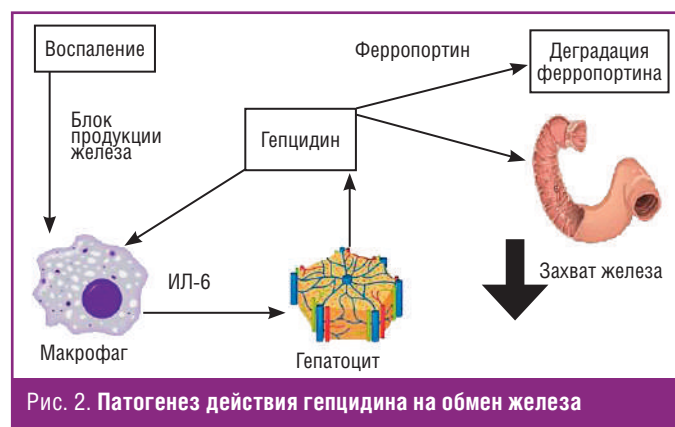 Воспаление
Ферропортин
Деградация
ферропортина
Блок
продукции
железа
Гепцидин
ИЛ-6
Захват железа
Макрофаг
Гепатоцит
Рис. 2. Патогенез действия гепцидина на обмен железа